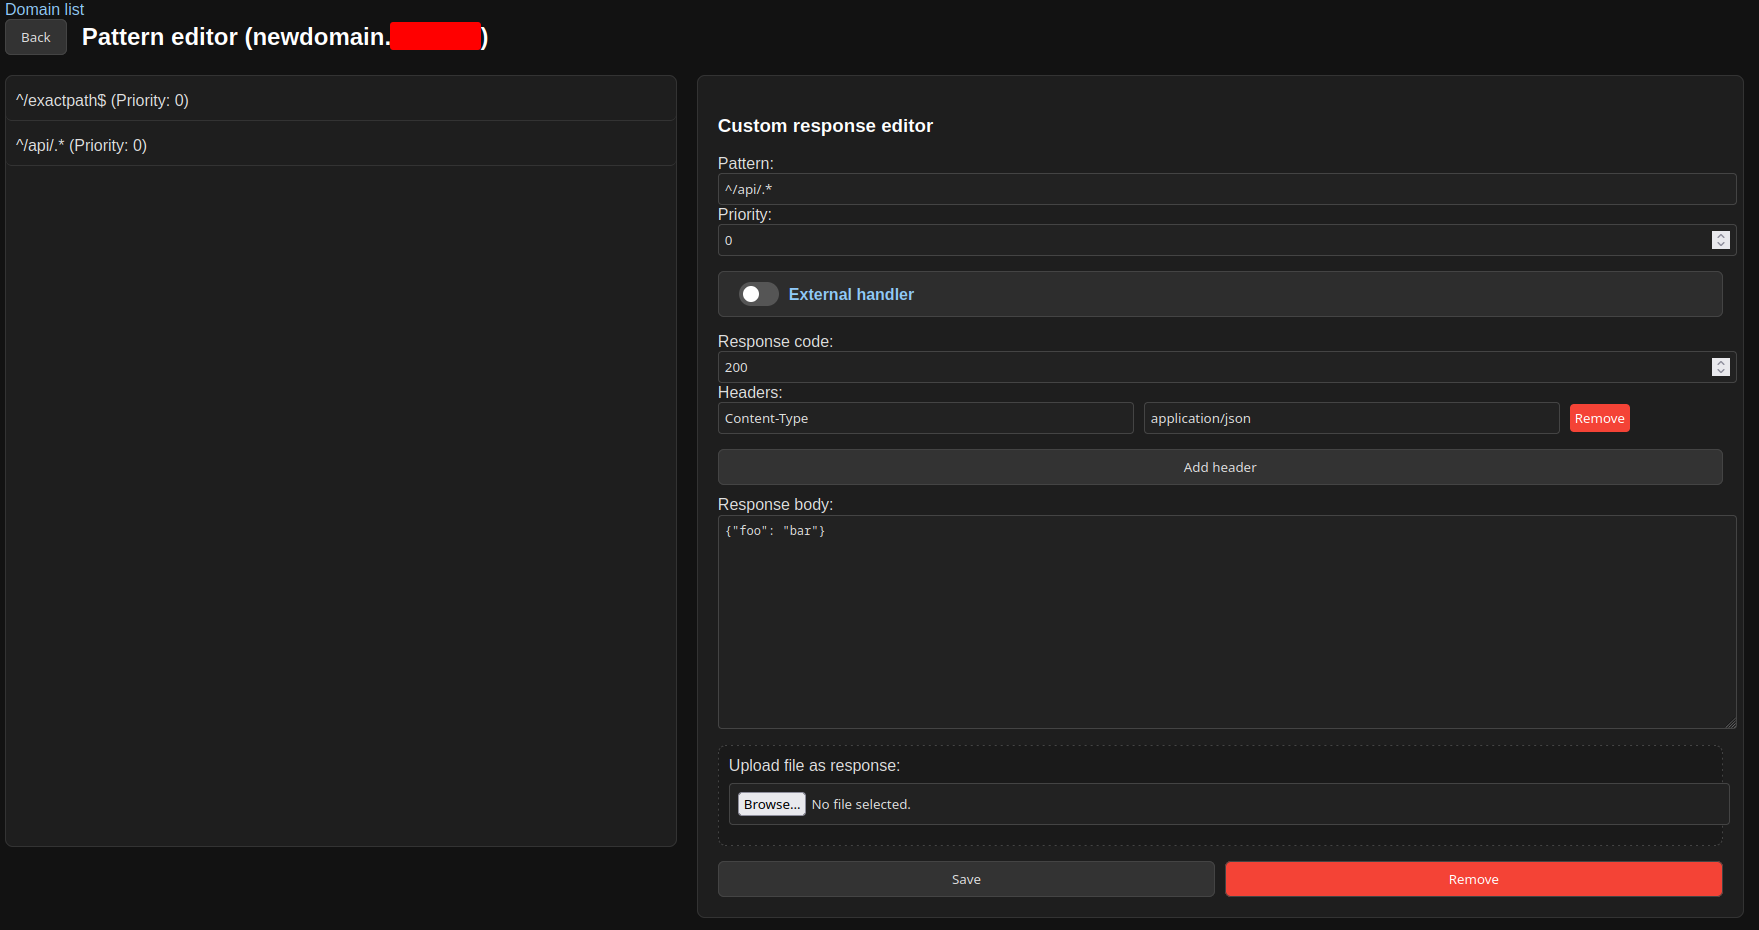 Domain list
Back
Pattern editor (newdomain. )
^/exactpath$ (Priority: 0)
^/api/.* (Priority: 0)
Custom response editor
Pattern:
^/api/.*
Priority:
0
External handler
Response code:
200
Headers:
Content-Type application/json Remove
Add header
Response body:
{"foo": "bar"}
Upload file as response:
Browse... No file selected.
Save Remove